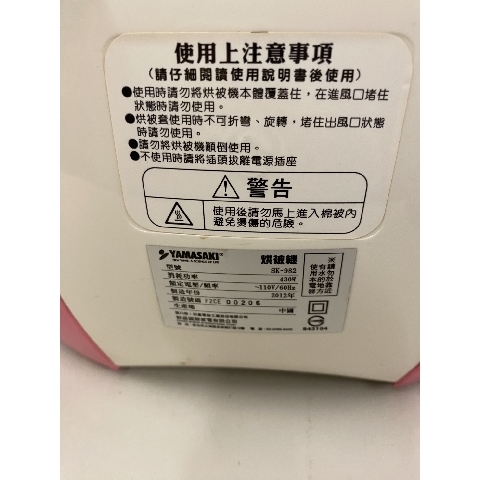 使用上注意事項
(請仔細閱讀使用說明書後使用)
●使用時請勿將烘被機本體覆蓋住，在進風口堵住
狀態時請勿使用。
●烘被套使用時不可折彎、旋轉，堵住出風口狀態
時請勿使用。
●請勿將烘被機顛倒使用。
●不使用時請將插頭拔離電源插座
警告
使用後請勿馬上進入棉被內
避免燙傷的危險。
YAMASAKI 烘被機
型號 SK-982
消耗功率 430W
額定電壓/頻率 ~110V/60Hz
製造年份 2012年
製造號碼 72CE 00206
生產地 中國